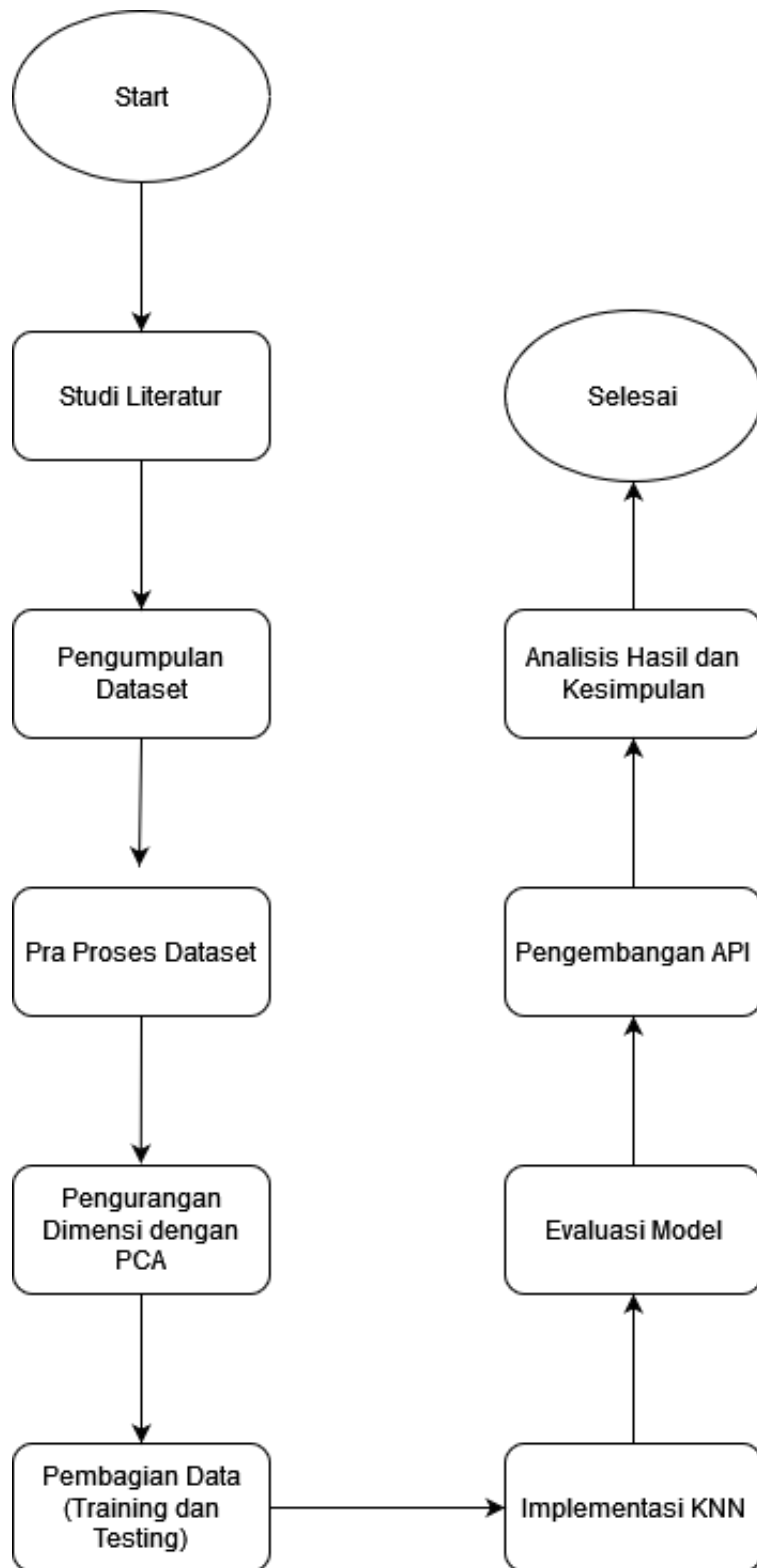 Start
Studi Literatur
Pengumpulan
Dataset
Pra Proses Dataset
Pengurangan
Dimensi dengan
PCA
Pembagian Data
(Training dan
Testing)
Implementasi KNN
Evaluasi Model
Pengembangan API
Analisis Hasil dan
Kesimpulan
Selesai